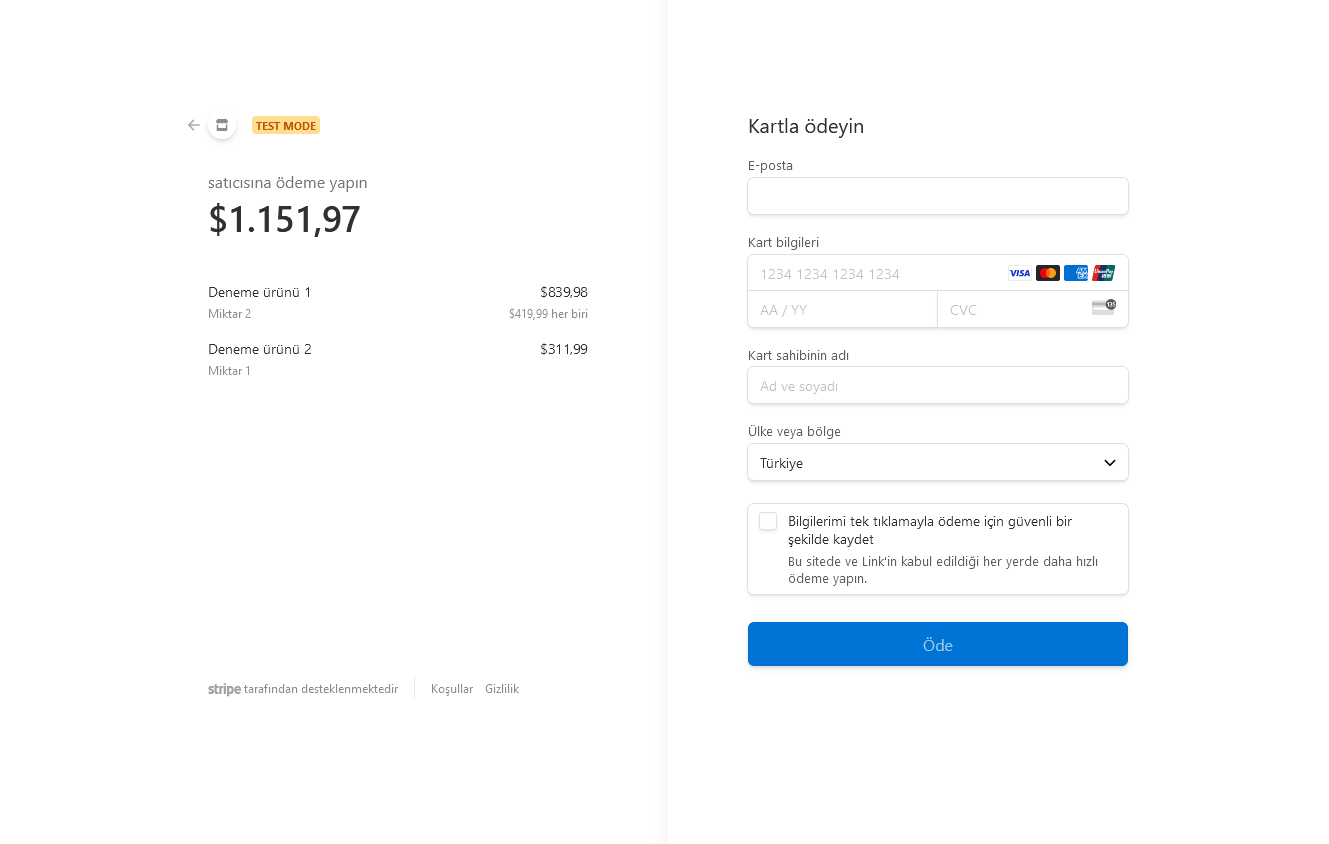 TEST MODE
satıcısına ödeme yapın
$1.151,97
Deneme ürünü 1 $839,98
Miktar 2 $419,99 her biri
Deneme ürünü 2 $311,99
Miktar 1
stripe tarafından desteklenmektedir Koşullar Gizlilik
Kartla ödeyin
E-posta
Kart bilgileri
1234 1234 1234 1234 VISA
AA / YY CVC 135
Kart sahibinin adı
Ad ve soyadı
Ülke veya bölge
Türkiye
Bilgilerimi tek tıklamayla ödeme için güvenli bir
şekilde kaydet
Bu sitede ve Link'in kabul edildiği her yerde daha hızlı
ödeme yapın.
Öde